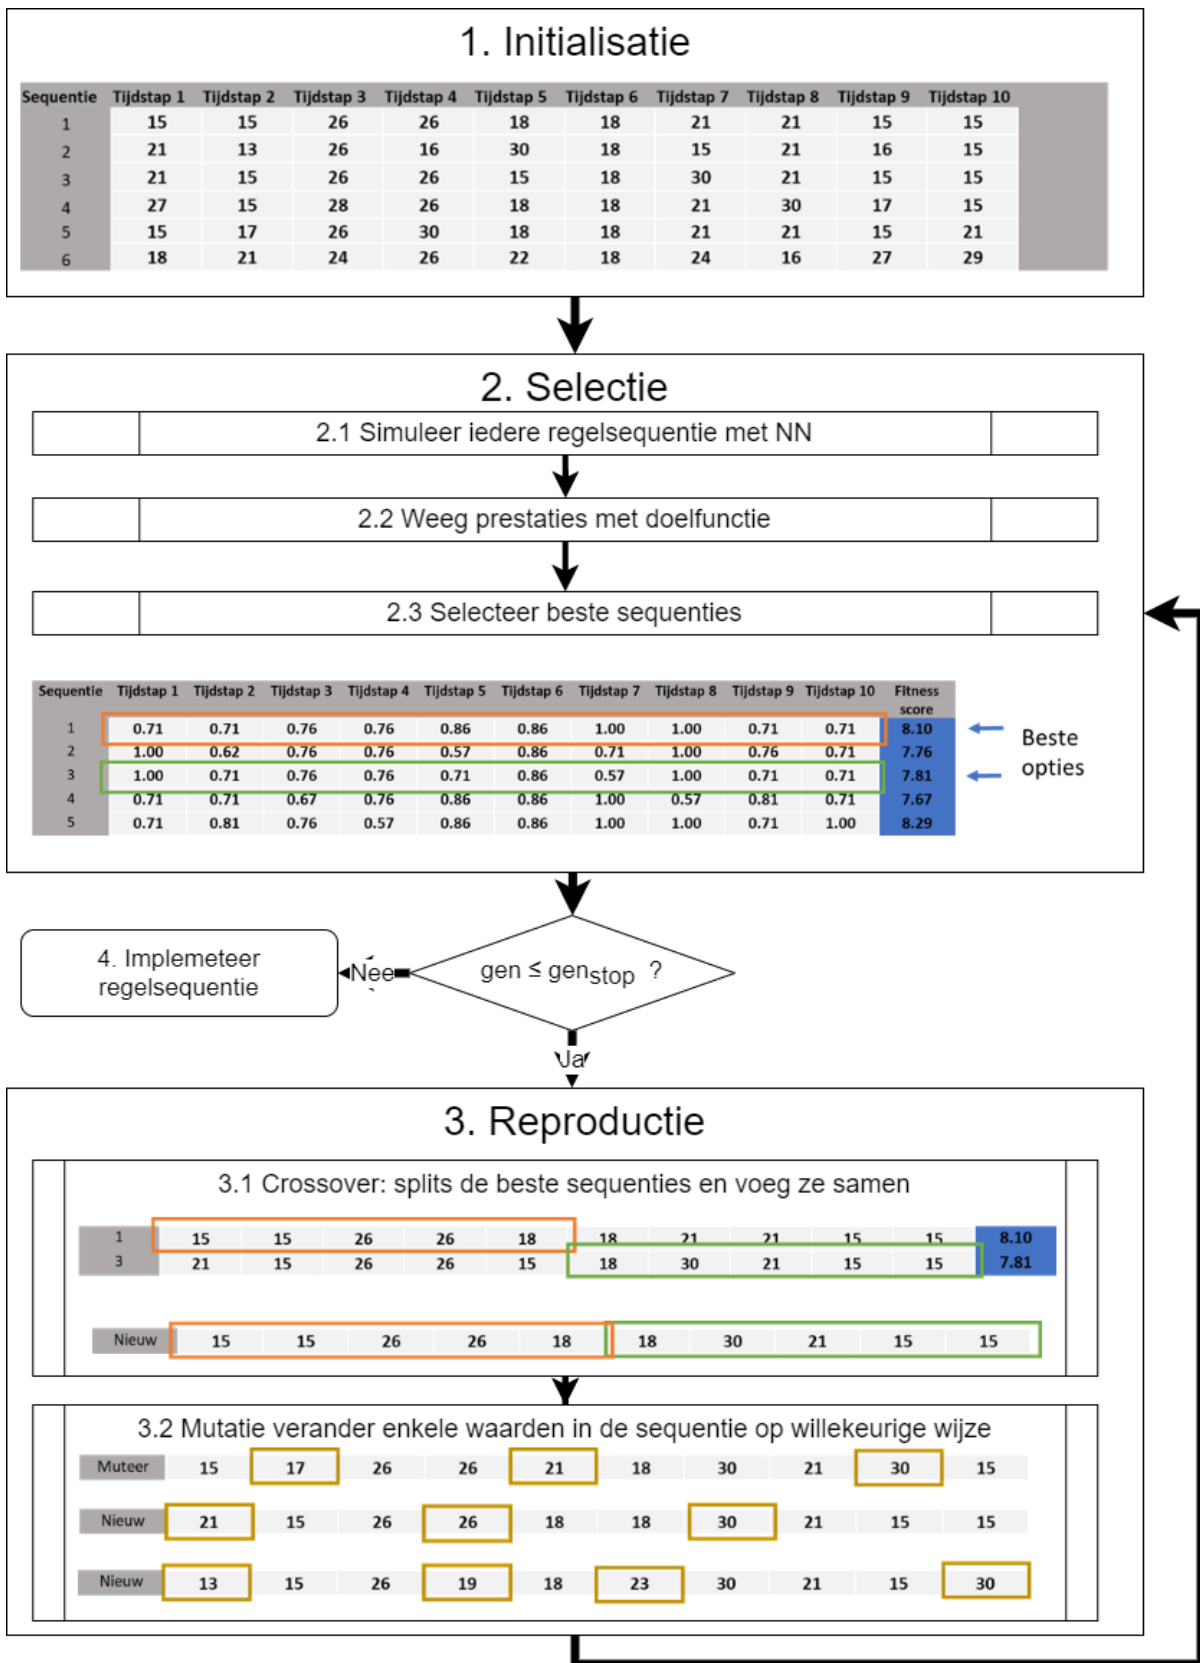 1. Initialisatie
Sequentie Tijdstap 1 Tijdstap 2 Tijdstap 3 Tijdstap 4 Tijdstap 5 Tijdstap 6 Tijdstap 7 Tijdstap 8 Tijdstap 9 Tijdstap 10
1 15 15 26 26 18 18 21 21 15 15
2 21 13 26 16 30 18 15 21 16 15
3 21 15 26 26 15 18 30 21 15 15
4 27 15 28 26 18 18 21 30 17 15
5 15 17 26 30 18 18 21 21 15 21
6 18 21 24 26 22 18 24 16 27 29
2. Selectie
2.1 Simuleer iedere regelsequentie met NN
2.2 Weeg prestaties met doelfunctie
2.3 Selecteer beste sequenties
Sequentie Tijdstap 1 Tijdstap 2 Tijdstap 3 Tijdstap 4 Tijdstap 5 Tijdstap 6 Tijdstap 7 Tijdstap 8 Tijdstap 9 Tijdstap 10 Fitness
score
1 0.71 0.71 0.76 0.76 0.86 0.86 1.00 1.00 0.71 0.71 8.10
2 1.00 0.62 0.76 0.76 0.57 0.86 0.71 1.00 0.76 0.71 7.76
3 1.00 0.71 0.76 0.76 0.71 0.86 0.57 1.00 0.71 0.71 7.81
4 0.71 0.71 0.67 0.76 0.86 0.86 1.00 0.57 0.81 0.71 7.67
5 0.71 0.81 0.76 0.57 0.86 0.86 1.00 1.00 0.71 1.00 8.29
Beste
opties
gen ≤ genstop ?
Nee
4. Implemeteer
regelsequentie
Ja
3. Reproductie
3.1 Crossover: splits de beste sequenties en voeg ze samen
1 15 15 26 26 18 18 21 21 15 15 8.10
3 21 15 26 26 15 18 30 21 15 15 7.81
Nieuw 15 15 26 26 18 18 30 21 15 15
3.2 Mutatie verander enkele waarden in de sequentie op willekeurige wijze
Muteer 15 17 26 26 21 18 30 21 30 15
Nieuw 21 15 26 26 18 18 30 21 15 15
Nieuw 13 15 26 19 18 23 30 21 15 30